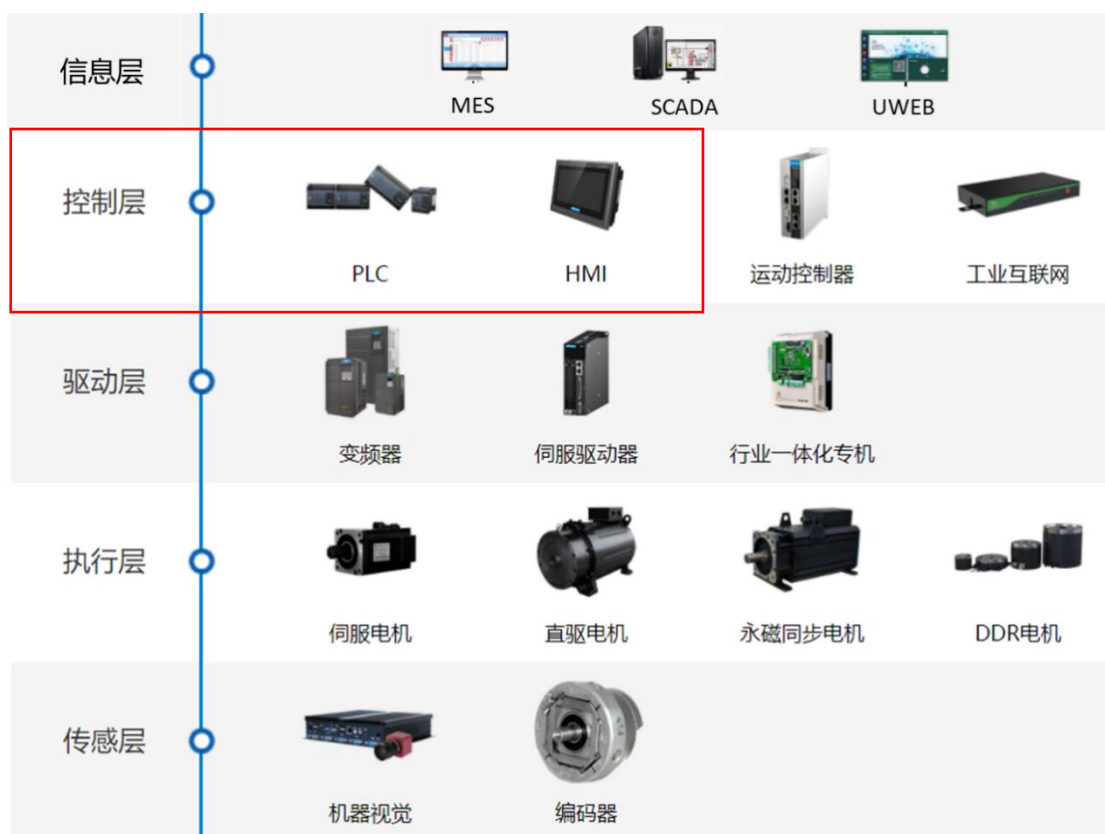 信息层
MES SCADA UWEB
控制层
PLC HMI 运动控制器 工业互联网
驱动层
变频器 伺服驱动器 行业一体化专机
执行层
伺服电机 直驱电机 永磁同步电机 DDR电机
传感层
机器视觉 编码器